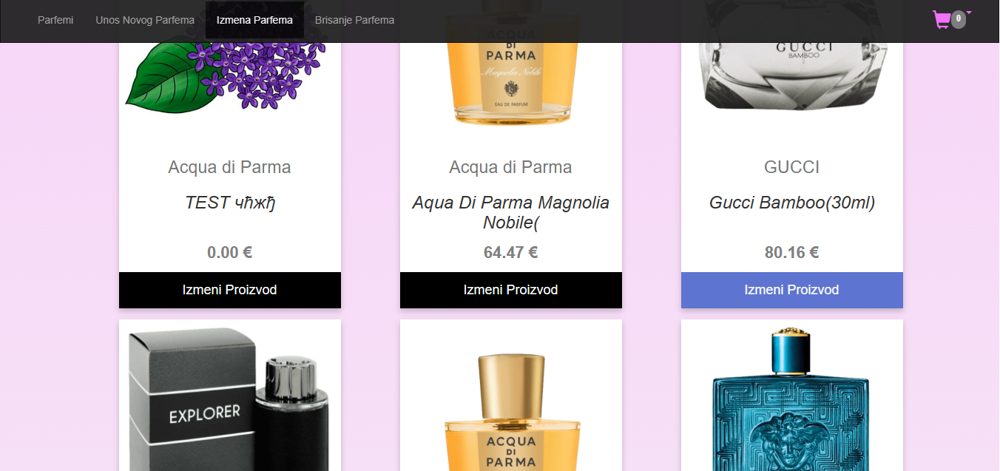 Parfemi
Unos Novog Parfema
Izmena Parfema
Brisanje Parfema
0
ACQUA
DI
PARMA
Magnolia Nobile
EAU DE PARFUM
GUCCI
BAMBOO
Acqua di Parma
TEST чћжђ
0.00 €
Izmeni Proizvod
Acqua di Parma
Aqua Di Parma Magnolia
Nobile(
64.47 €
Izmeni Proizvod
GUCCI
Gucci Bamboo(30ml)
80.16 €
Izmeni Proizvod
EXPLORER
ACQUA
DI
PARMA